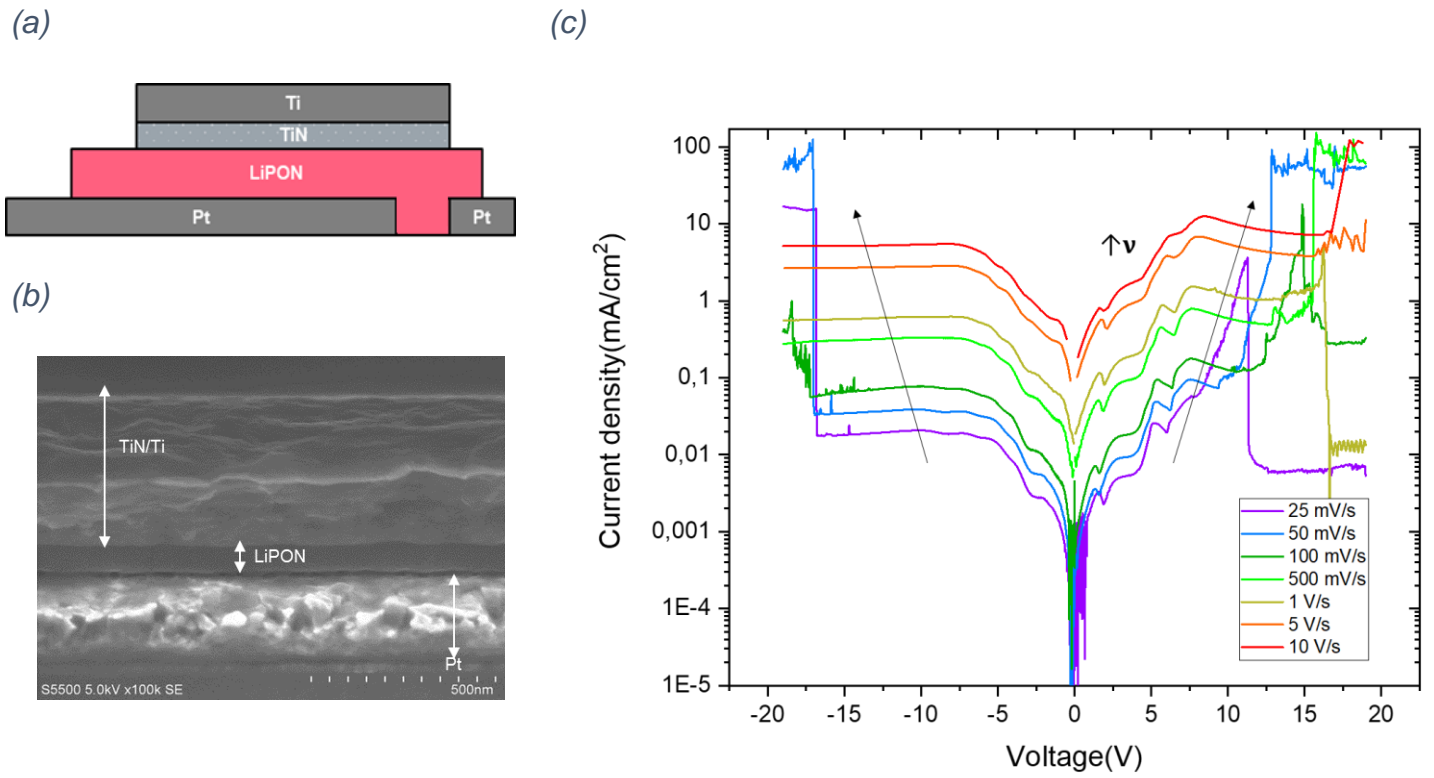 (a)
Ti
TiN
LiPON
Pt
Pt
(b)
TiN/Ti
LiPON
Pt
S5500 5.0kV x100k SE
500nm
(c)
Current density(mA/cm²)
100
10
1
0,1
0,01
0,001
1E-4
1E-5
-20
-15
-10
-5
0
5
10
15
20
Voltage(V)
↑ν
25 mV/s
50 mV/s
100 mV/s
500 mV/s
1 V/s
5 V/s
10 V/s